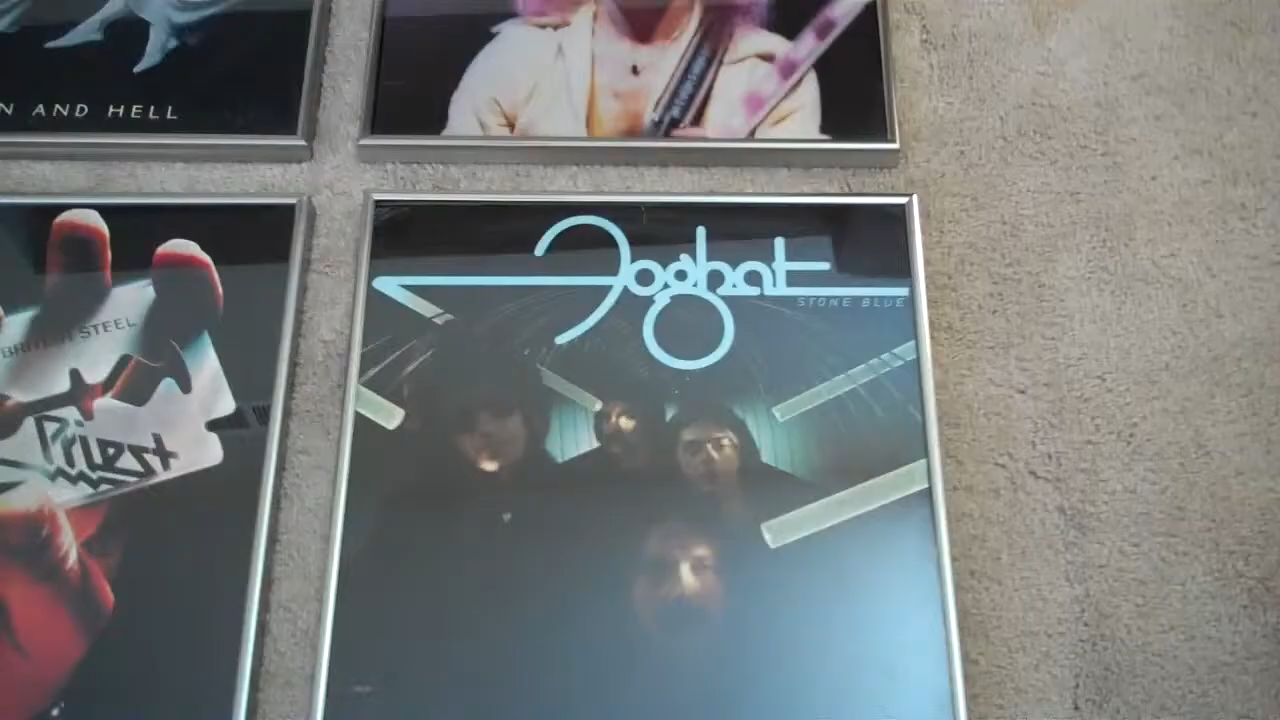 N AND HELL
Foghat
STONE BLUE
BRITISH STEEL
Priest